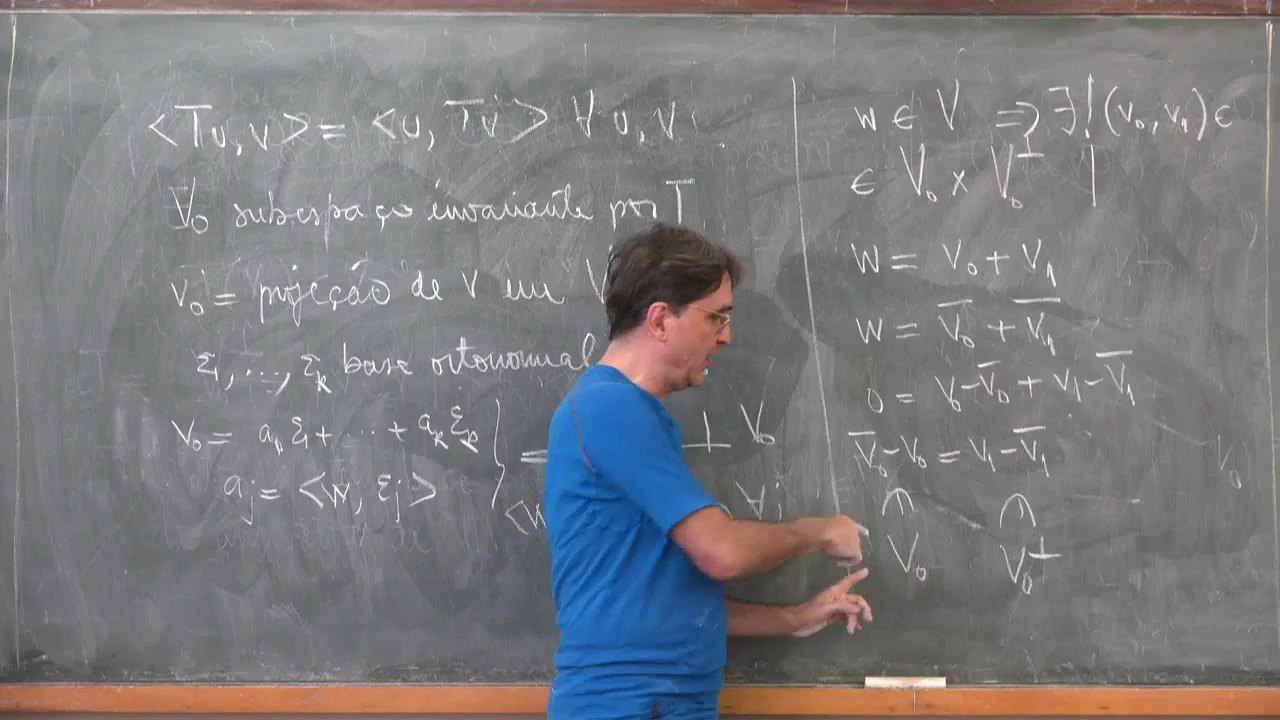 <Tu, v> = <u, Tv> ∀ u, v
V₀ subespaço invariante por T
v₀ = projeção de v em V
ε₁, ..., εₖ base ortonormal
v₀ = a₁ε₁ + ... + aₖεₖ } = ⊥ V₀
aⱼ = <w, εⱼ> <w ∀j
w ∈ V ⇒ ∃! (v₀, v₁) ∈
∈ V₀ × V₀^⊥ |
w = v₀ + v₁
w = v̄₀ + v̄₁
0 = v₀ - v̄₀ + v₁ - v̄₁
v̄₀ - v₀ = v₁ - v̄₁
∩ ∩
V₀ V₀^⊥